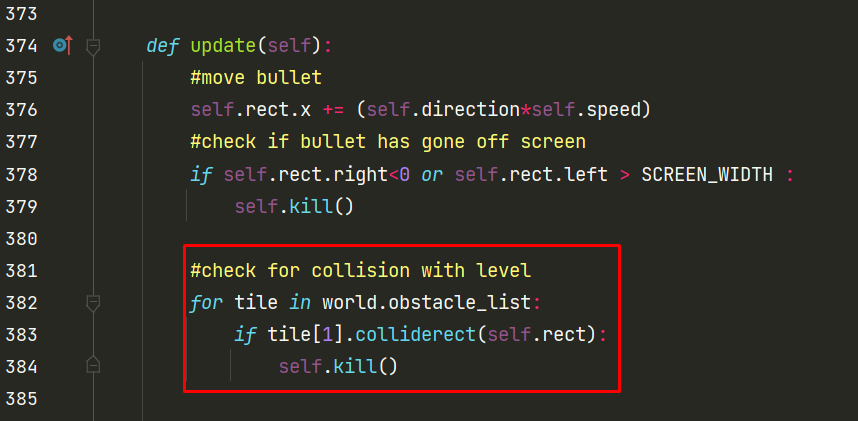 373
374 def update(self):
375 #move bullet
376 self.rect.x += (self.direction*self.speed)
377 #check if bullet has gone off screen
378 if self.rect.right<0 or self.rect.left > SCREEN_WIDTH :
379 self.kill()
380
381 #check for collision with level
382 for tile in world.obstacle_list:
383 if tile[1].colliderect(self.rect):
384 self.kill()
385